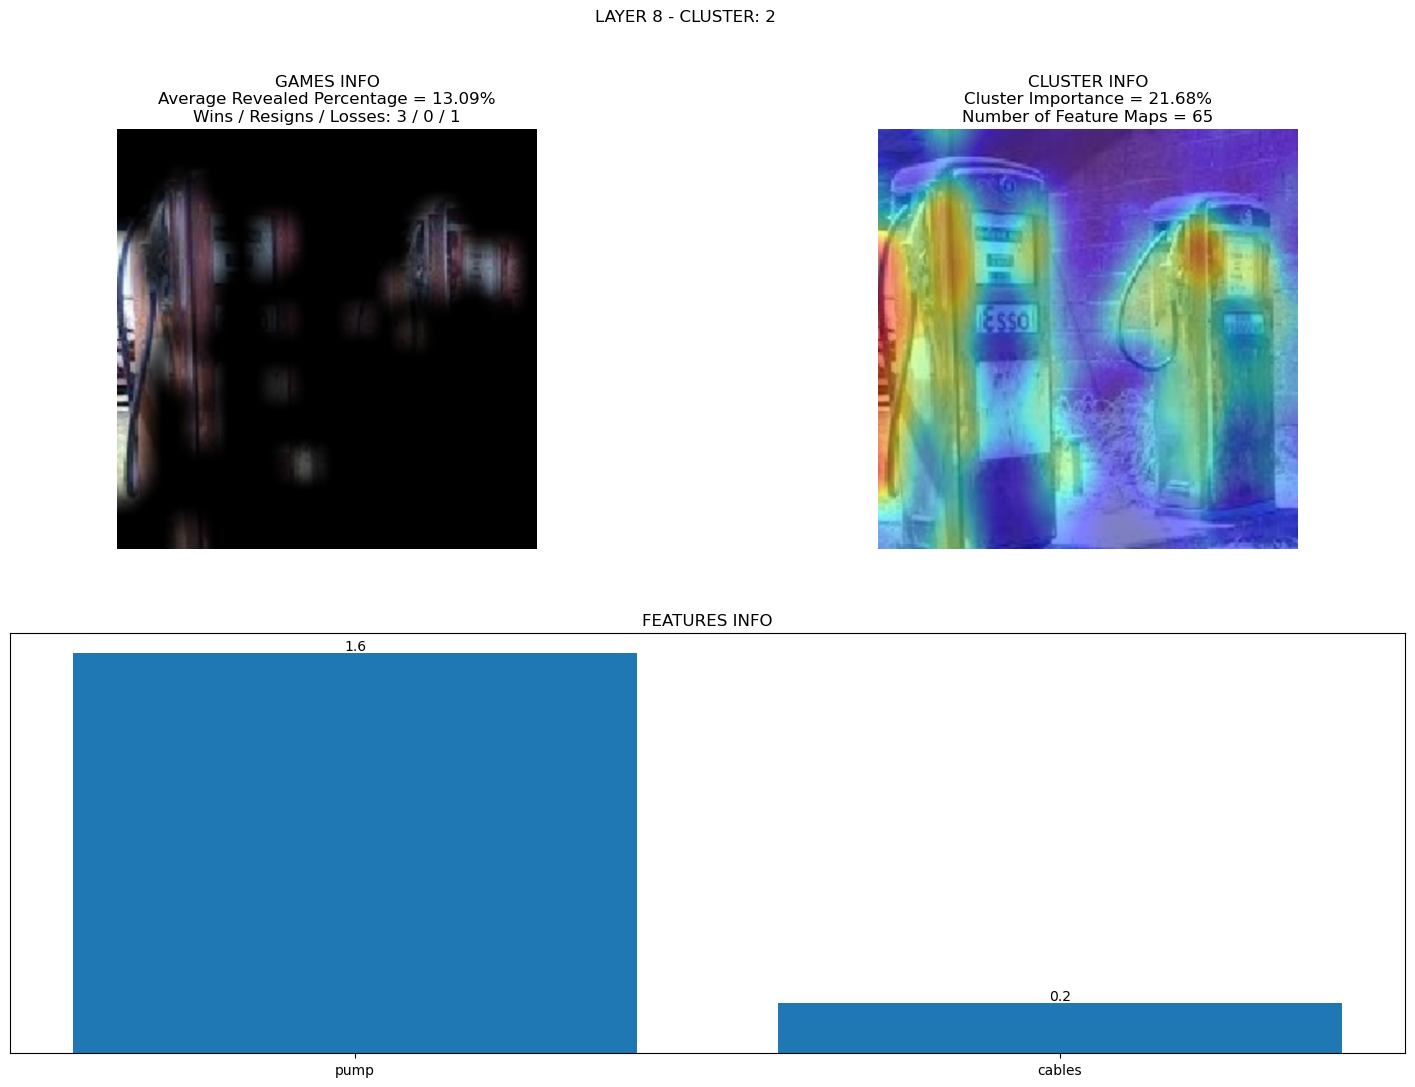 LAYER 8 - CLUSTER: 2
GAMES INFO
Average Revealed Percentage = 13.09%
Wins / Resigns / Losses: 3 / 0 / 1
CLUSTER INFO
Cluster Importance = 21.68%
Number of Feature Maps = 65
FEATURES INFO
1.6
0.2
pump
cables